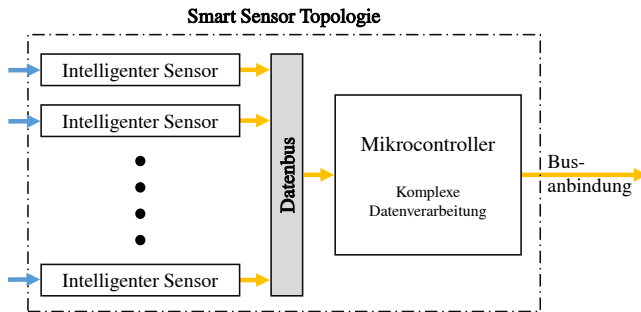 Smart Sensor Topologie
Intelligenter Sensor
Intelligenter Sensor
Intelligenter Sensor
Datenbus
Mikrocontroller
Komplexe
Datenverarbeitung
Bus-
anbindung